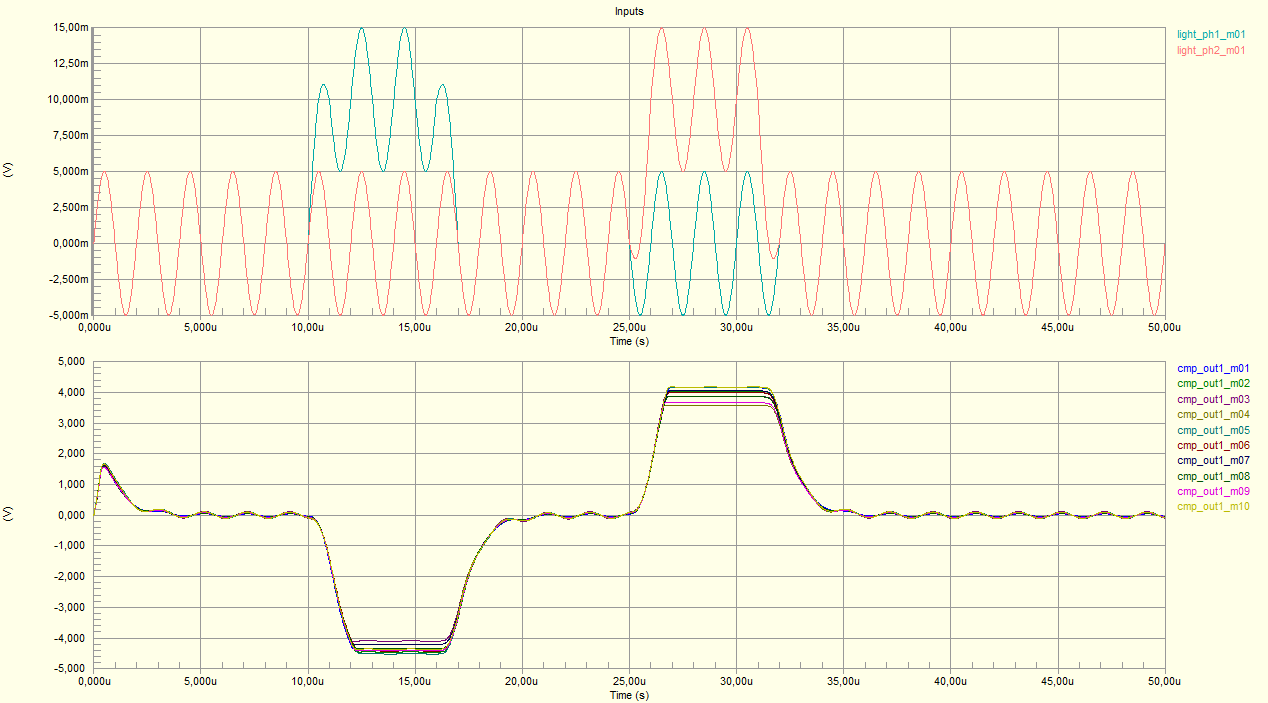 Inputs
15,00m
12,50m
10,000m
7,500m
5,000m
2,500m
0,000m
-2,500m
-5,000m
(V)
0,000u 5,000u 10,00u 15,00u 20,00u 25,00u 30,00u 35,00u 40,00u 45,00u 50,00u
Time (s)
light_ph1_m01
light_ph2_m01
5,000
4,000
3,000
2,000
1,000
0,000
-1,000
-2,000
-3,000
-4,000
-5,000
(V)
0,000u 5,000u 10,00u 15,00u 20,00u 25,00u 30,00u 35,00u 40,00u 45,00u 50,00u
Time (s)
cmp_out1_m01
cmp_out1_m02
cmp_out1_m03
cmp_out1_m04
cmp_out1_m05
cmp_out1_m06
cmp_out1_m07
cmp_out1_m08
cmp_out1_m09
cmp_out1_m10